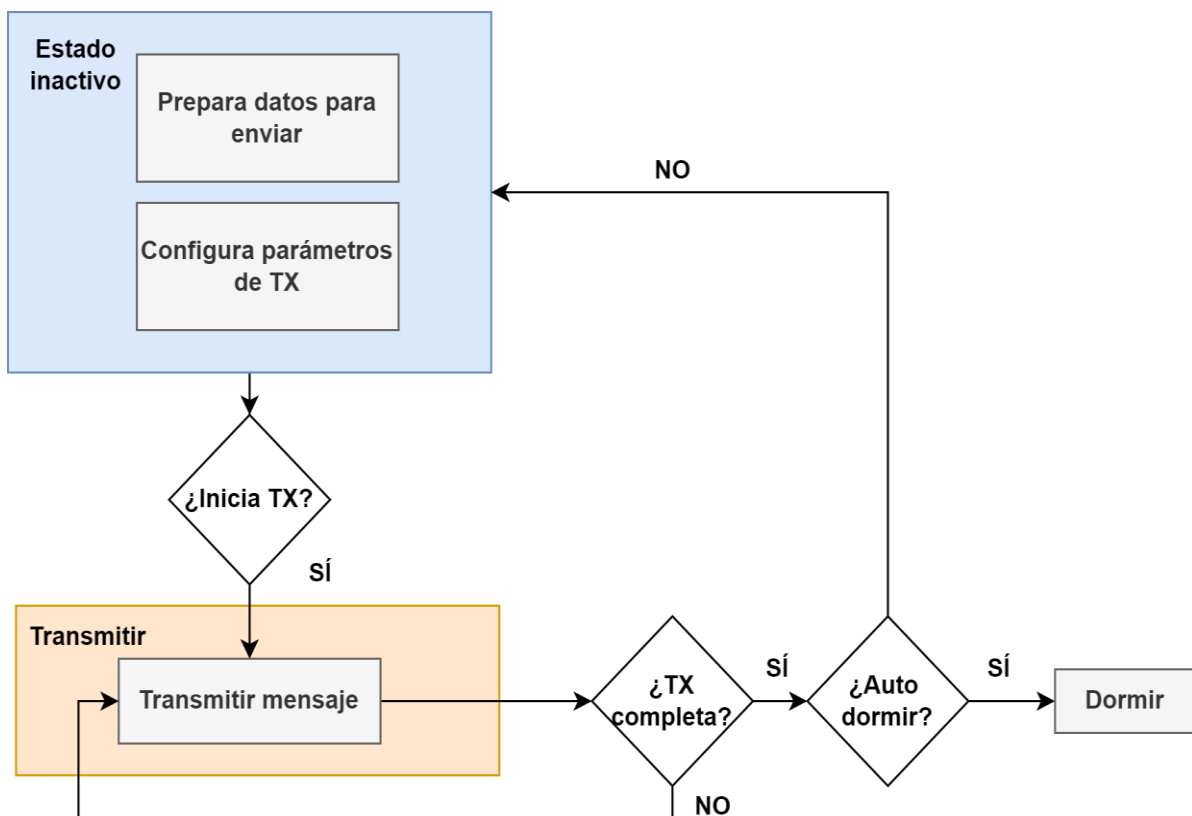 Estado
inactivo
Prepara datos para
enviar
Configura parámetros
de TX
NO
¿Inicia TX?
SÍ
Transmitir
Transmitir mensaje
¿TX
completa?
SÍ
¿Auto
dormir?
SÍ
Dormir
NO